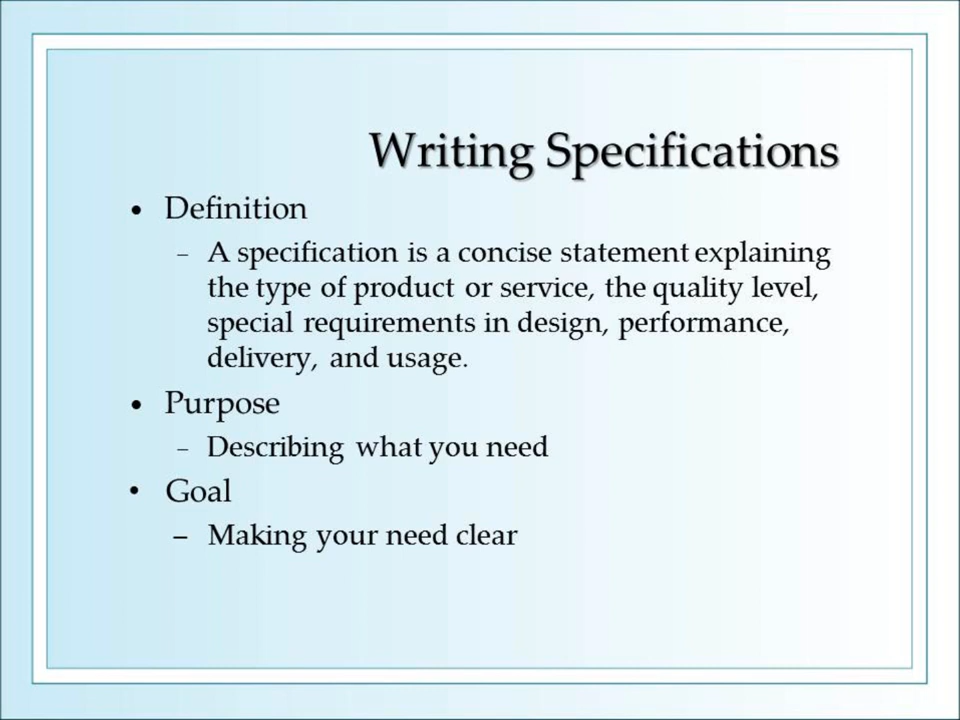 Writing Specifications
• Definition
– A specification is a concise statement explaining
the type of product or service, the quality level,
special requirements in design, performance,
delivery, and usage.
• Purpose
– Describing what you need
• Goal
– Making your need clear